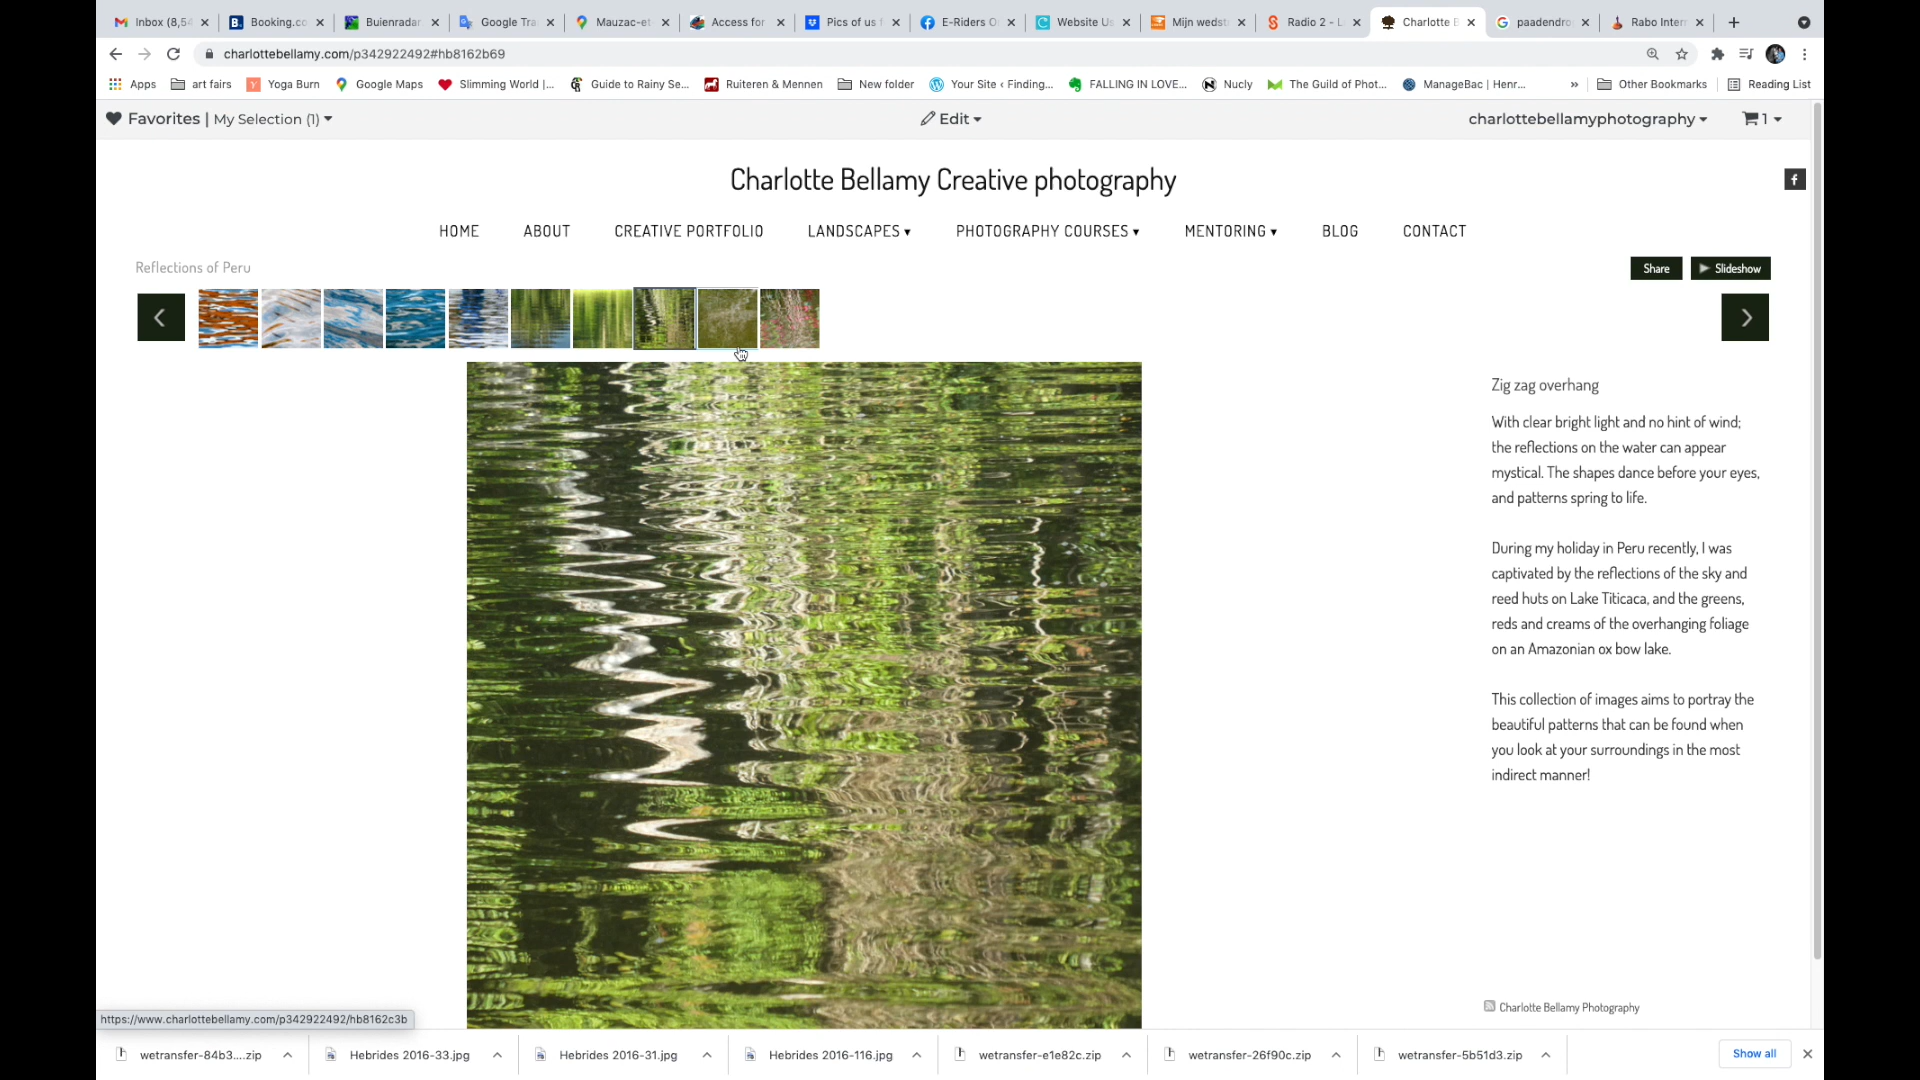 Inbox (8,54
Booking.co
Buienradar
Google Tra
Mauzac-et
Access for
Pics of us f
E-Riders O
Website Us
Mijn wedst
Radio 2 - L
Charlotte B
paadendro
Rabo Inter
charlottebellamy.com/p342922492#hb8162b69
Apps
art fairs
Yoga Burn
Google Maps
Slimming World |...
Guide to Rainy Se...
Ruiteren & Mennen
New folder
Your Site ‹ Finding...
FALLING IN LOVE...
Nucly
The Guild of Phot...
ManageBac | Henr...
»
Other Bookmarks
Reading List
Favorites | My Selection (1)
Edit
charlottebellamyphotography
1
Charlotte Bellamy Creative photography
HOME
ABOUT
CREATIVE PORTFOLIO
LANDSCAPES ▾
PHOTOGRAPHY COURSES ▾
MENTORING ▾
BLOG
CONTACT
Reflections of Peru
Share
Slideshow
Zig zag overhang
With clear bright light and no hint of wind;
the reflections on the water can appear
mystical. The shapes dance before your eyes,
and patterns spring to life.
During my holiday in Peru recently, I was
captivated by the reflections of the sky and
reed huts on Lake Titicaca, and the greens,
reds and creams of the overhanging foliage
on an Amazonian ox bow lake.
This collection of images aims to portray the
beautiful patterns that can be found when
you look at your surroundings in the most
indirect manner!
Charlotte Bellamy Photography
https://www.charlottebellamy.com/p342922492/hb8162c3b
wetransfer-84b3....zip
Hebrides 2016-33.jpg
Hebrides 2016-31.jpg
Hebrides 2016-116.jpg
wetransfer-e1e82c.zip
wetransfer-26f90c.zip
wetransfer-5b51d3.zip
Show all